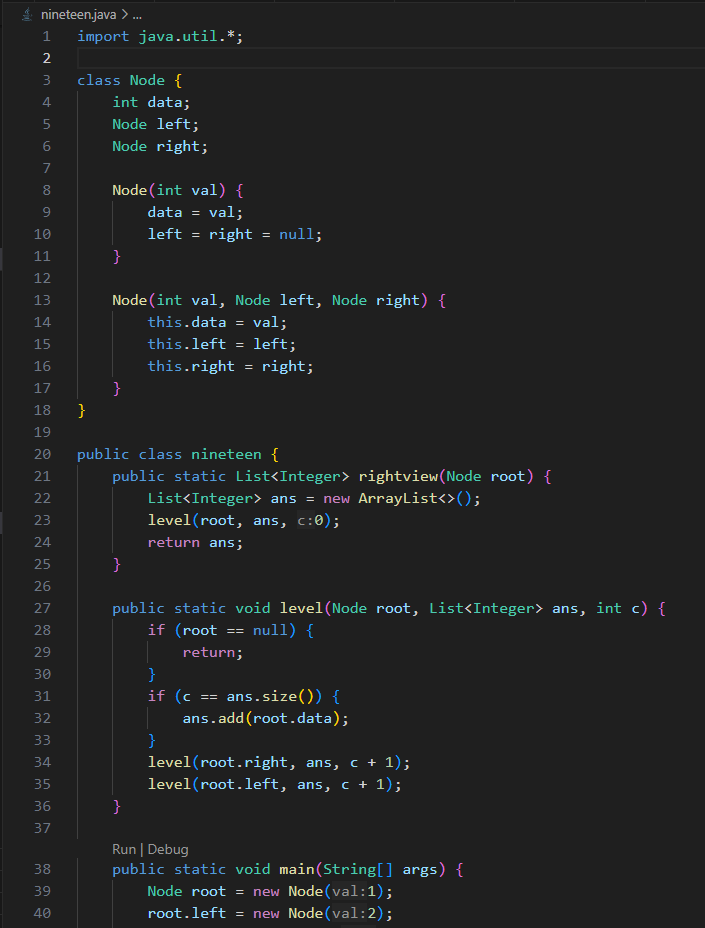 nineteen.java > ...
1 import java.util.*;
2
3 class Node {
4     int data;
5     Node left;
6     Node right;
7
8     Node(int val) {
9         data = val;
10         left = right = null;
11     }
12
13     Node(int val, Node left, Node right) {
14         this.data = val;
15         this.left = left;
16         this.right = right;
17     }
18 }
19
20 public class nineteen {
21     public static List<Integer> rightview(Node root) {
22         List<Integer> ans = new ArrayList<>();
23         level(root, ans, c:0);
24         return ans;
25     }
26
27     public static void level(Node root, List<Integer> ans, int c) {
28         if (root == null) {
29             return;
30         }
31         if (c == ans.size()) {
32             ans.add(root.data);
33         }
34         level(root.right, ans, c + 1);
35         level(root.left, ans, c + 1);
36     }
37
Run | Debug
38     public static void main(String[] args) {
39         Node root = new Node(val:1);
40         root.left = new Node(val:2);